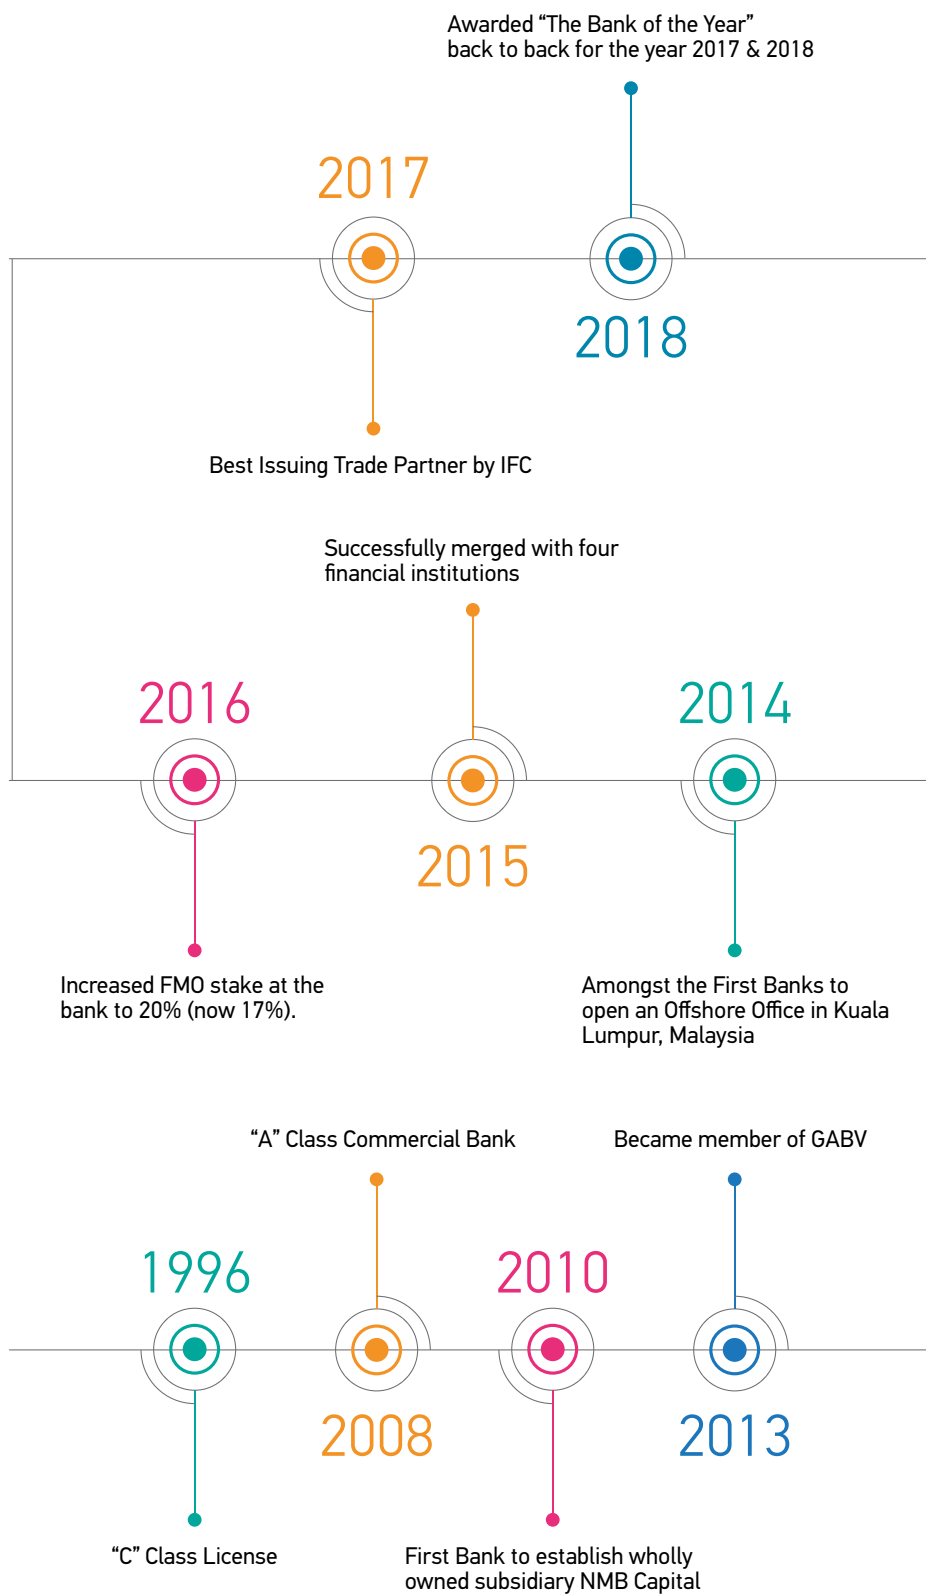 Awarded “The Bank of the Year”
back to back for the year 2017 & 2018
2017
2018
Best Issuing Trade Partner by IFC
Successfully merged with four
financial institutions
2016
2014
2015
Increased FMO stake at the
bank to 20% (now 17%).
Amongst the First Banks to
open an Offshore Office in Kuala
Lumpur, Malaysia
“A” Class Commercial Bank
Became member of GABV
1996
2010
2008
2013
“C” Class License
First Bank to establish wholly
owned subsidiary NMB Capital